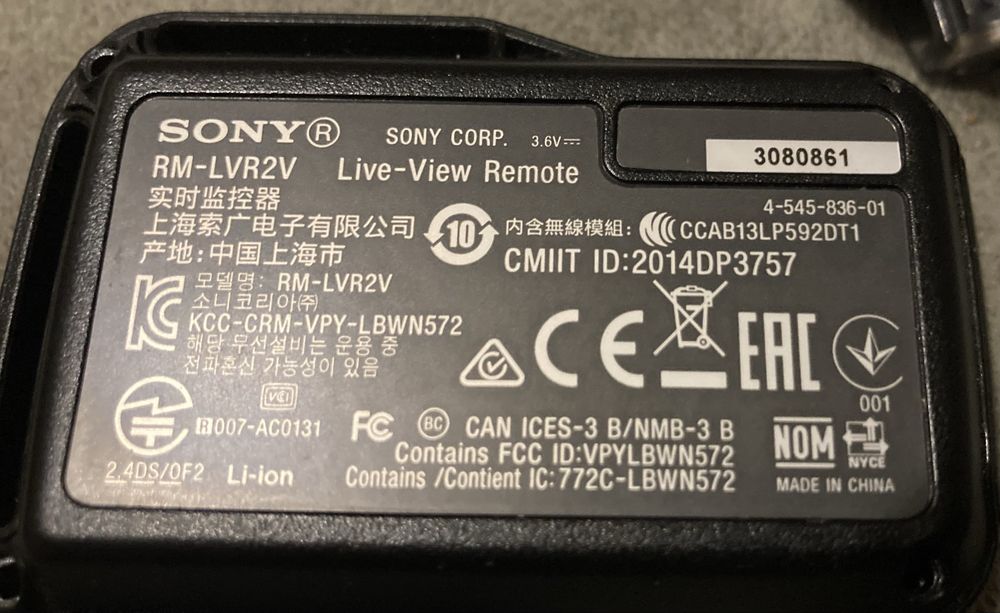 SONY® SONY CORP. 3.6V⎓
3080861
RM-LVR2V Live-View Remote
4-545-836-01
实时监控器
上海索广电子有限公司
产地: 中国上海市
10
内含無線模組: CCAB13LP592DT1
CMIIT ID:2014DP3757
모델명: RM-LVR2V
소니코리아㈜
KCC-CRM-VPY-LBWN572
해당 무선설비는 운용 중
전파혼신 가능성이 있음
CE EAC
001
VCI
R 007-AC0131
2.4DS/OF2 Li-ion
FC BC CAN ICES-3 B/NMB-3 B
Contains FCC ID:VPYLBWN572
Contains /Contient IC:772C-LBWN572
NOM NYCE
MADE IN CHINA